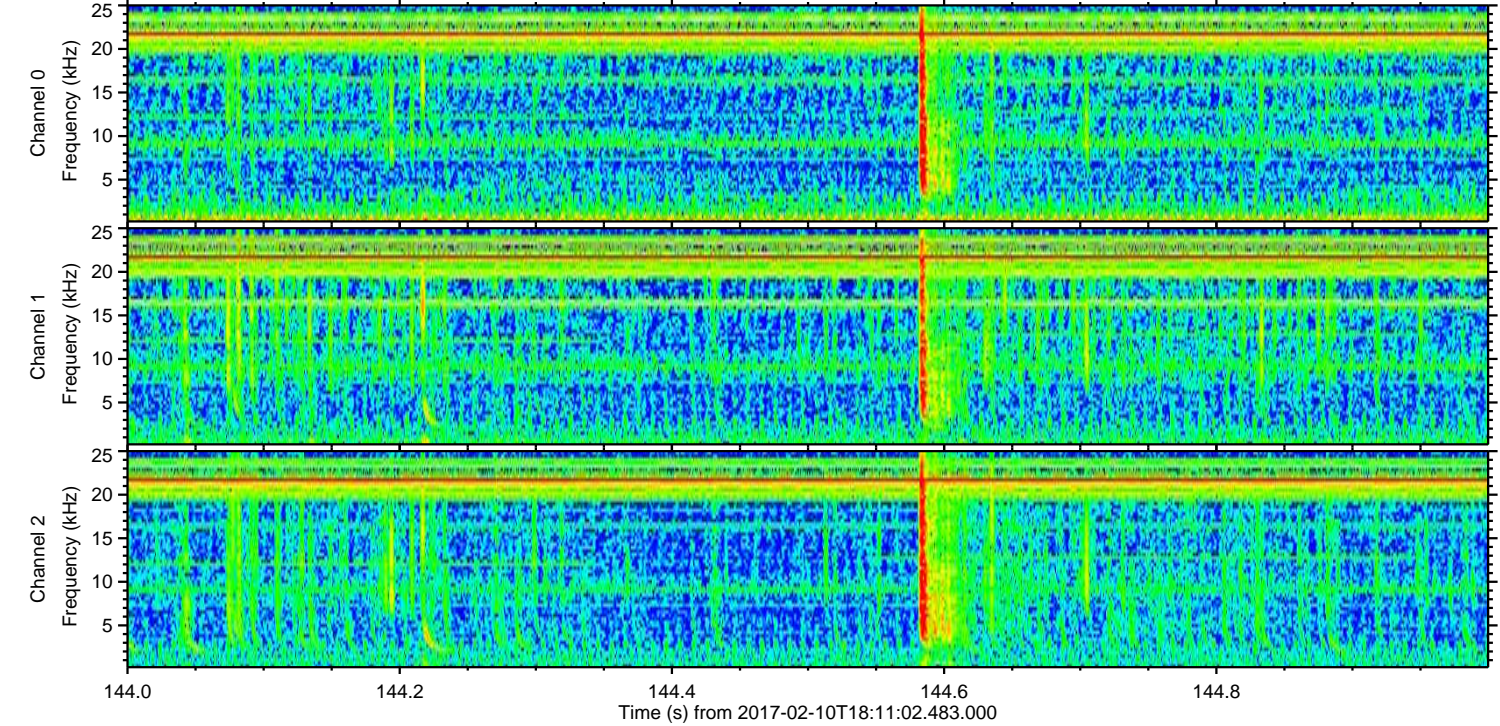 25
20
15
10
5
Channel 0
Frequency (kHz)
25
20
15
10
5
Channel 1
Frequency (kHz)
25
20
15
10
5
Channel 2
Frequency (kHz)
144.0 144.2 144.4 144.6 144.8
Time (s) from 2017-02-10T18:11:02.483.000